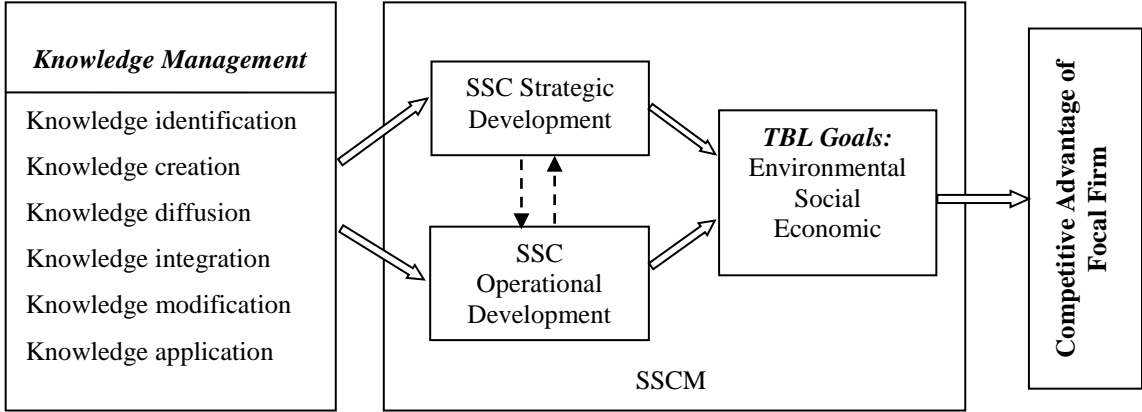 Knowledge Management
Knowledge identification
Knowledge creation
Knowledge diffusion
Knowledge integration
Knowledge modification
Knowledge application
SSC Strategic
Development
SSC
Operational
Development
TBL Goals:
Environmental
Social
Economic
SSCM
Competitive Advantage of
Focal Firm